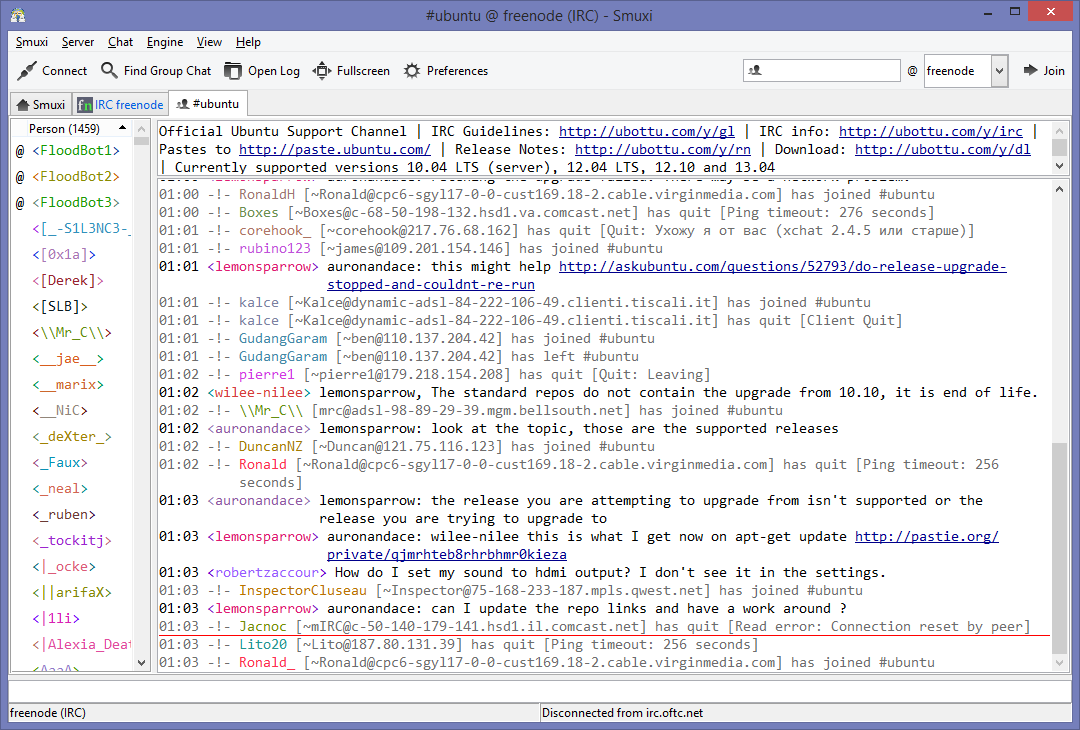 #ubuntu @ freenode (IRC) - Smuxi
Smuxi Server Chat Engine View Help
Connect Find Group Chat Open Log Fullscreen Preferences @ freenode Join
Smuxi fn IRC freenode #ubuntu
Person (1459)
@ <FloodBot1>
@ <FloodBot2>
@ <FloodBot3>
<[_-S1L3NC3-_
<[0x1a]>
<[Derek]>
<[SLB]>
<\\Mr_C\\>
<__jae__>
<__marix>
<__NiC>
<_deXter_>
<_Faux>
<_neal>
<_ruben>
<_tockitj>
<|_ocke>
<||arifaX>
<|1li>
<|Alexia_Deat
<AaaA>
Official Ubuntu Support Channel | IRC Guidelines: http://ubottu.com/y/gl | IRC info: http://ubottu.com/y/irc |
Pastes to http://paste.ubuntu.com/ | Release Notes: http://ubottu.com/y/rn | Download: http://ubottu.com/y/dl
| Currently supported versions 10.04 LTS (server), 12.04 LTS, 12.10 and 13.04
01:00 -!- RonaldH [~Ronald@cpc6-sgyl17-0-0-cust169.18-2.cable.virginmedia.com] has joined #ubuntu
01:00 -!- Boxes [~Boxes@c-68-50-198-132.hsd1.va.comcast.net] has quit [Ping timeout: 276 seconds]
01:01 -!- corehook_ [~corehook@217.76.68.162] has quit [Quit: Ухожу я от вас (xchat 2.4.5 или старше)]
01:01 -!- rubino123 [~james@109.201.154.146] has joined #ubuntu
01:01 <lemonsparrow> auronandace: this might help http://askubuntu.com/questions/52793/do-release-upgrade-
stopped-and-couldnt-re-run
01:01 -!- kalce [~Kalce@dynamic-adsl-84-222-106-49.clienti.tiscali.it] has joined #ubuntu
01:01 -!- kalce [~Kalce@dynamic-adsl-84-222-106-49.clienti.tiscali.it] has quit [Client Quit]
01:02 -!- GudangGaram [~ben@110.137.204.42] has joined #ubuntu
01:02 -!- GudangGaram [~ben@110.137.204.42] has left #ubuntu
01:02 -!- pierre1 [~pierre1@179.218.154.208] has quit [Quit: Leaving]
01:02 <wilee-nilee> lemonsparrow, The standard repos do not contain the upgrade from 10.10, it is end of life.
01:02 -!- \\Mr_C\\ [mrc@adsl-98-89-29-39.mgm.bellsouth.net] has joined #ubuntu
01:02 <auronandace> lemonsparrow: look at the topic, those are the supported releases
01:02 -!- DuncanNZ [~Duncan@121.75.116.123] has joined #ubuntu
01:02 -!- Ronald [~Ronald@cpc6-sgyl17-0-0-cust169.18-2.cable.virginmedia.com] has quit [Ping timeout: 256
seconds]
01:03 <auronandace> lemonsparrow: the release you are attempting to upgrade from isn't supported or the
release you are trying to upgrade to
01:03 <lemonsparrow> auronandace: wilee-nilee this is what I get now on apt-get update http://pastie.org/
private/qjmrhteb8rhrbhmr0kieza
01:03 <robertzaccour> How do I set my sound to hdmi output? I don't see it in the settings.
01:03 -!- InspectorCluseau [~Inspector@75-168-233-187.mpls.qwest.net] has joined #ubuntu
01:03 <lemonsparrow> auronandace: can I update the repo links and have a work around ?
01:03 -!- Jacnoc [~mIRC@c-50-140-179-141.hsd1.il.comcast.net] has quit [Read error: Connection reset by peer]
01:03 -!- Lito20 [~Lito@187.80.131.39] has quit [Ping timeout: 256 seconds]
01:03 -!- Ronald_ [~Ronald@cpc6-sgyl17-0-0-cust169.18-2.cable.virginmedia.com] has joined #ubuntu
freenode (IRC) Disconnected from irc.oftc.net